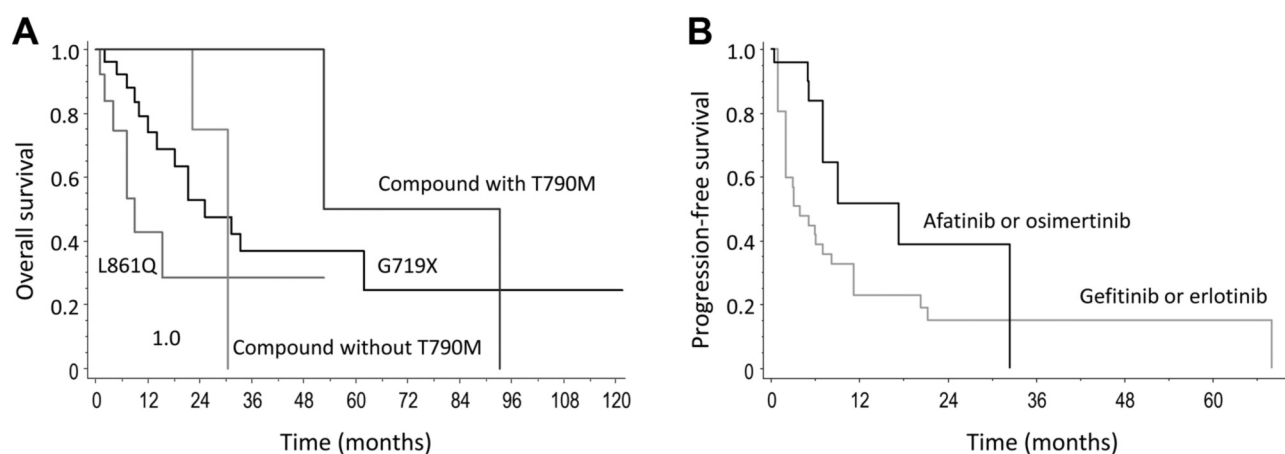 A
Overall survival
1.0
0.8
0.6
0.4
0.2
0
Compound with T790M
L861Q
G719X
1.0
Compound without T790M
0 12 24 36 48 60 72 84 96 108 120
Time (months)
B
Progression-free survival
1.0
0.8
0.6
0.4
0.2
0
Afatinib or osimertinib
Gefitinib or erlotinib
0 12 24 36 48 60
Time (months)